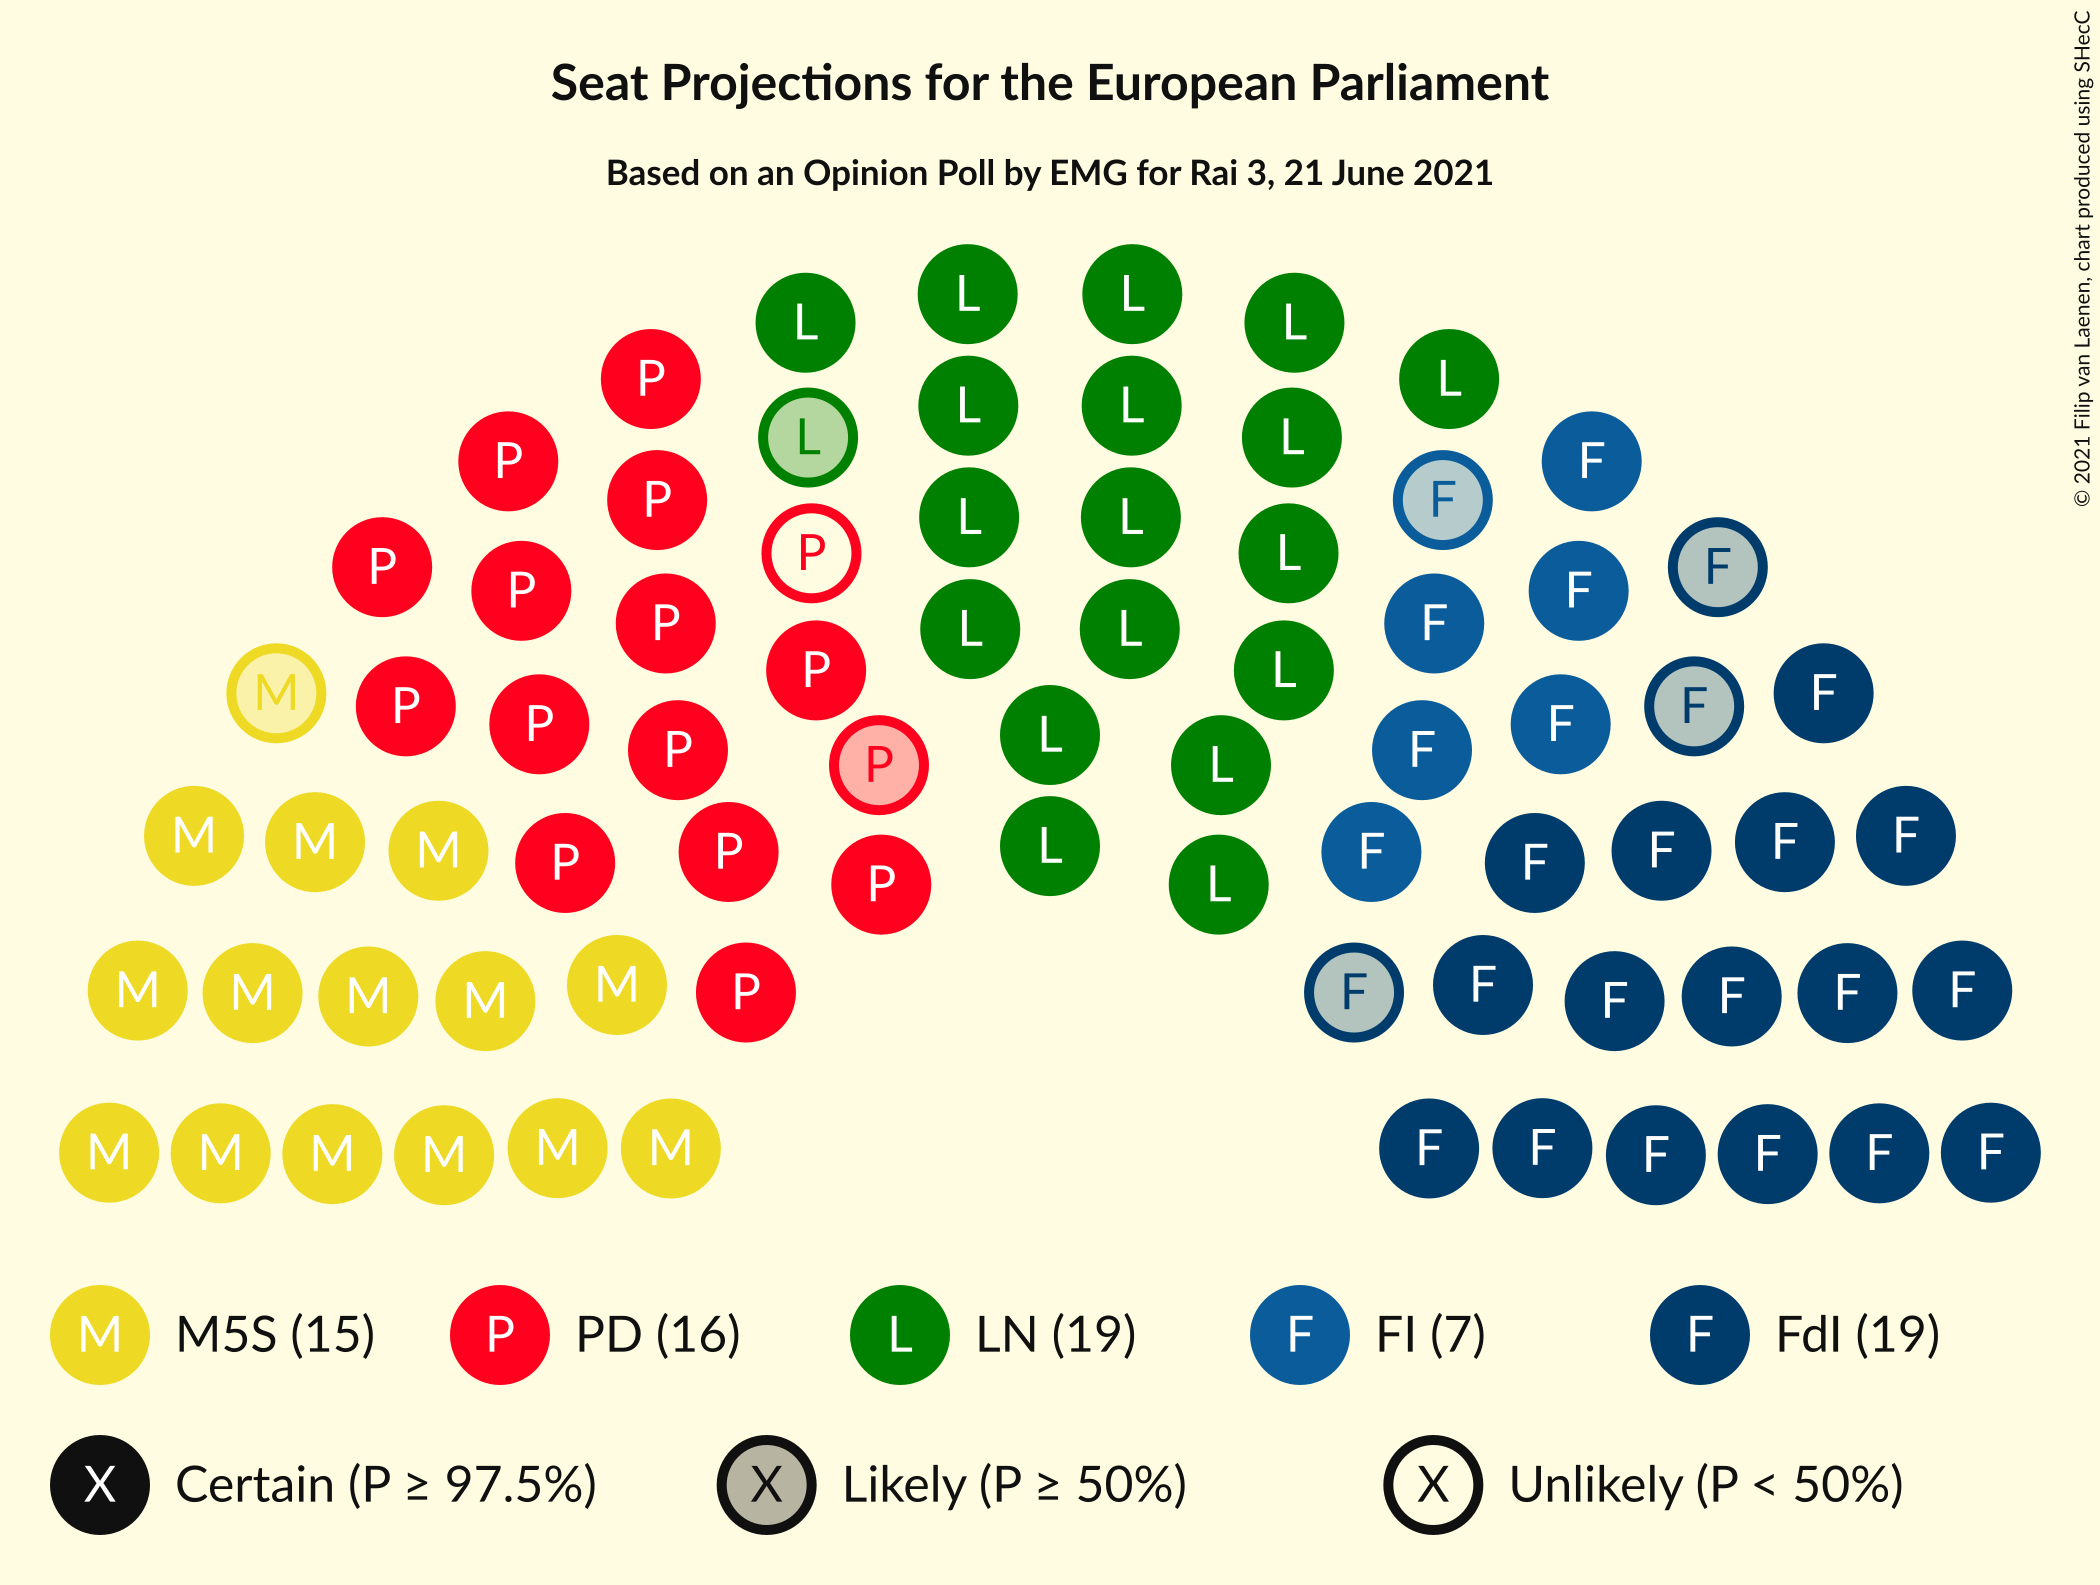 Seat Projections for the European Parliament
Based on an Opinion Poll by EMG for Rai 3, 21 June 2021
© 2021 Filip van Laenen, chart produced using SHecC
L L
L L
P L
L L
L L
P F
L
P P F
L L
P L
P F
P P F F
P F
L L
P L
M F
P F F
P F
L
P F
P L
M F
M F
L
M F
P F
P F
P L
M F
M F
M F
M F
P F
M F
M F
M M F F
M M F F
M F
M F
M M5S (15) P PD (16) L LN (19) F FI (7) F FdI (19)
X Certain (P ≥ 97.5%) X Likely (P ≥ 50%) X Unlikely (P < 50%)